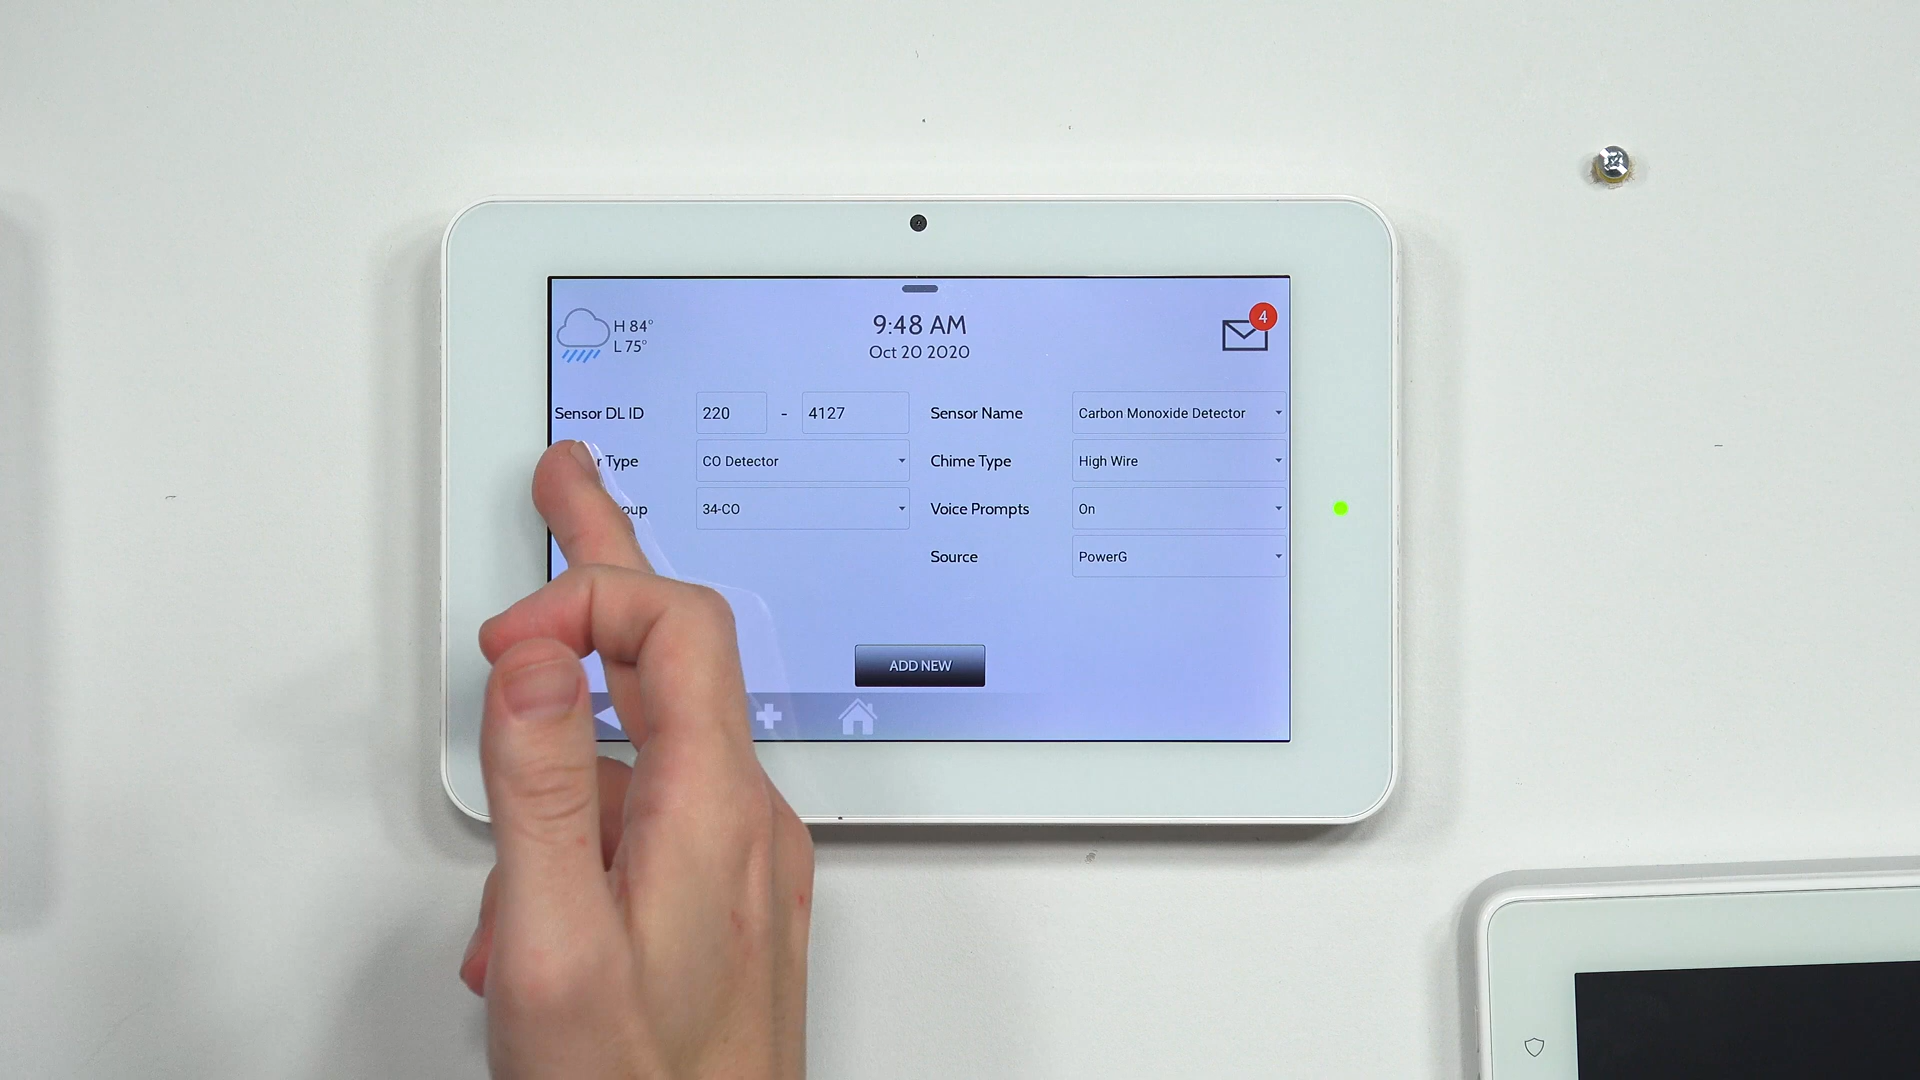 H 84°
L 75°
9:48 AM
Oct 20 2020
4
Sensor DL ID 220 - 4127 Sensor Name Carbon Monoxide Detector
Type CO Detector Chime Type High Wire
34-CO Voice Prompts On
Source PowerG
ADD NEW